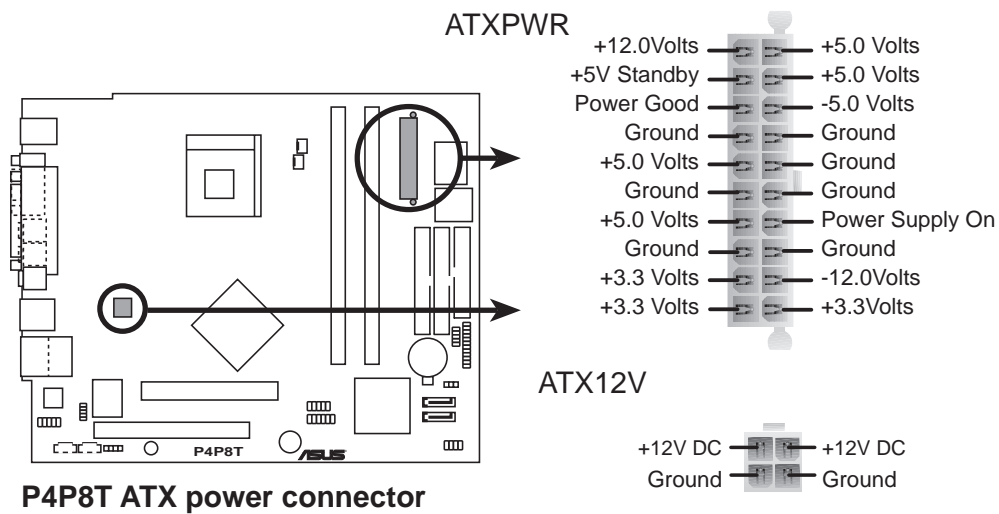 ATXPWR
+12.0Volts +5.0 Volts
+5V Standby +5.0 Volts
Power Good -5.0 Volts
Ground Ground
+5.0 Volts Ground
Ground Ground
+5.0 Volts Power Supply On
Ground Ground
+3.3 Volts -12.0Volts
+3.3 Volts +3.3Volts
ATX12V
+12V DC +12V DC
Ground Ground
P4P8T ASUS
P4P8T ATX power connector